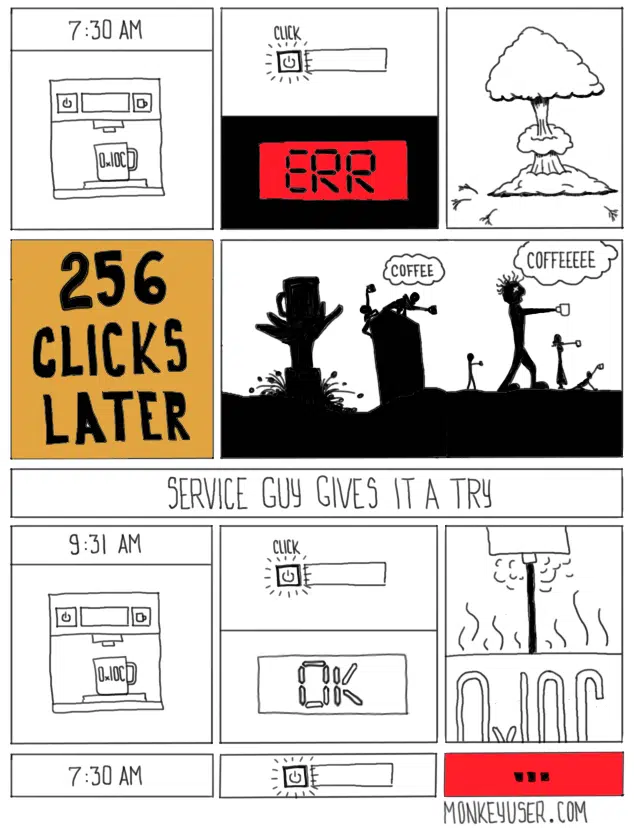 7:30 AM
0x10C
CLICK
ERR
256
CLICKS
LATER
COFFEE
COFFEEEEE
SERVICE GUY GIVES IT A TRY
9:31 AM
0x10C
CLICK
OK
0x10C
7:30 AM
...
MONKEYUSER.COM